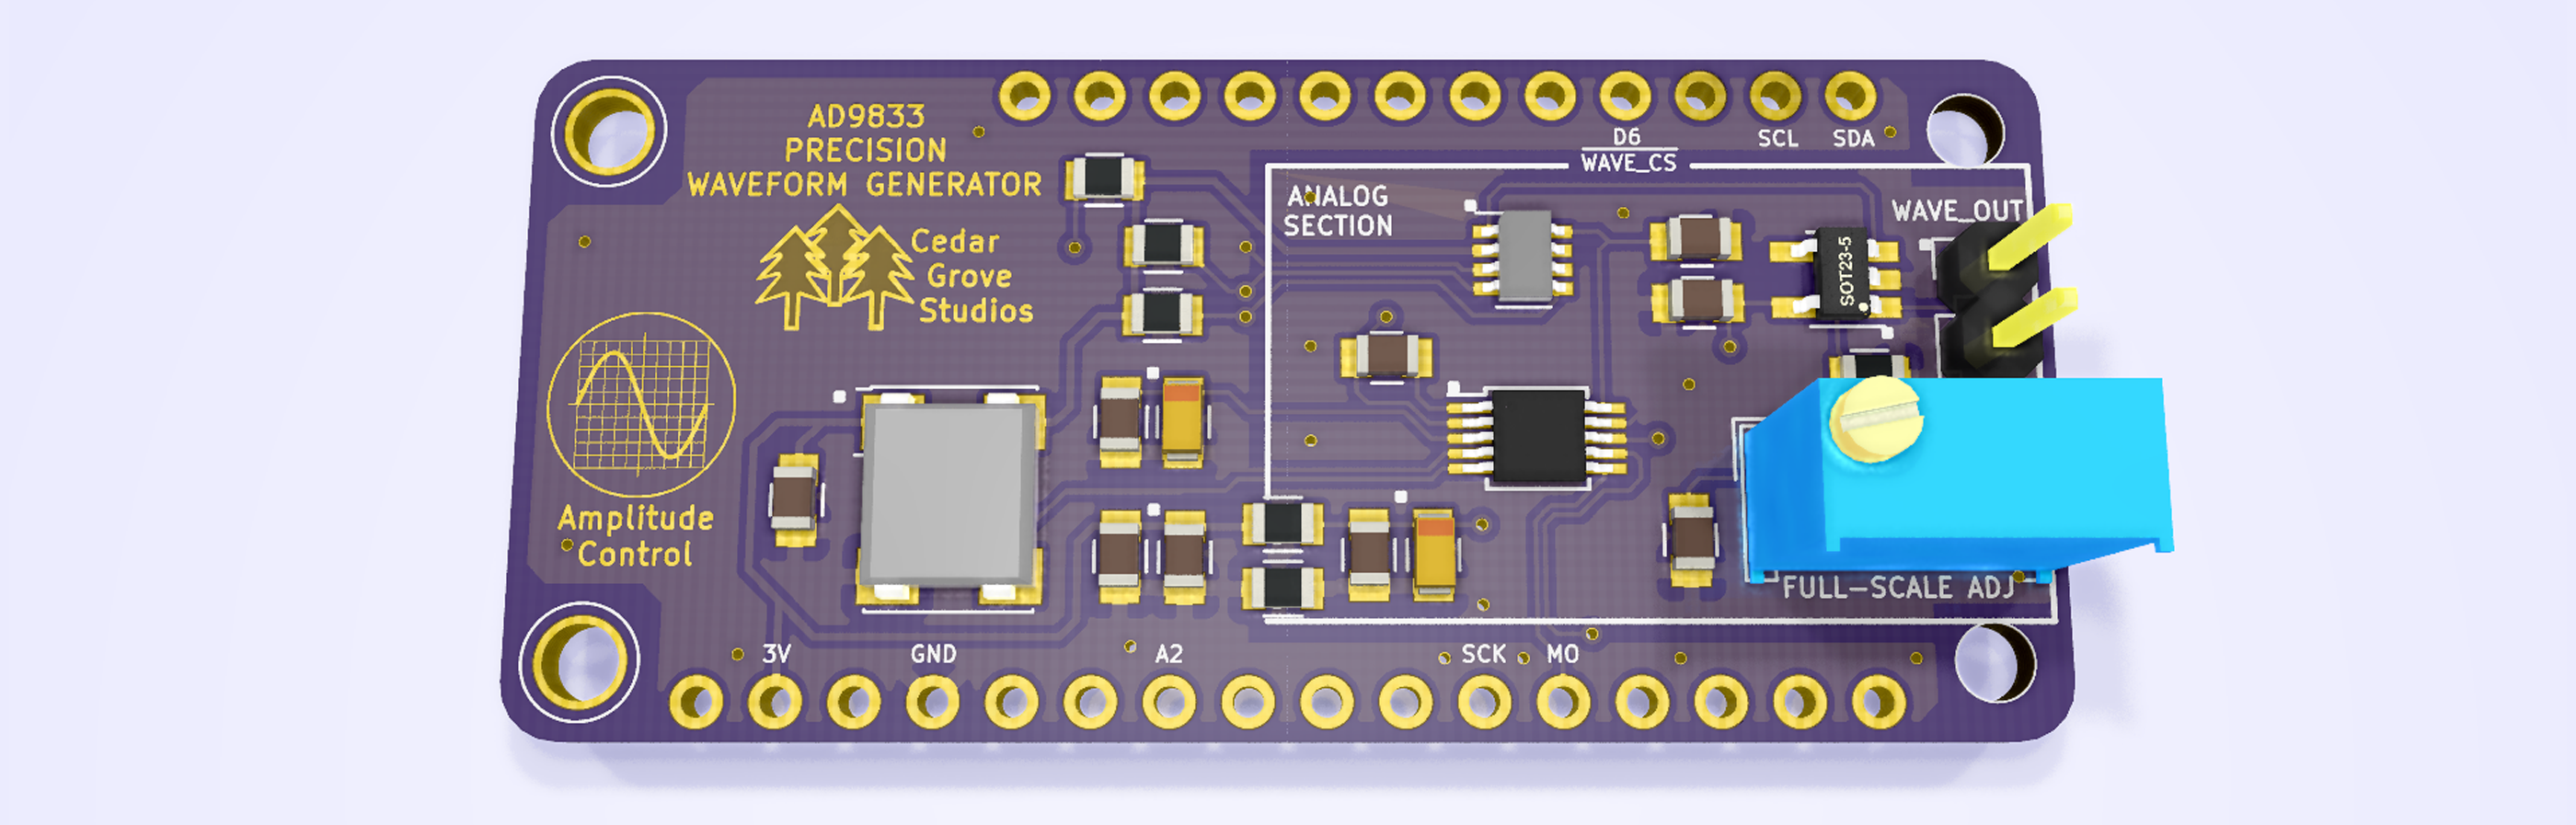 AD9833
PRECISION
WAVEFORM GENERATOR
Cedar
Grove
Studios
Amplitude
Control
D6
WAVE_CS
SCL
SDA
ANALOG
SECTION
WAVE_OUT
SOT23-5
FULL-SCALE ADJ
3V
GND
A2
SCK
MO